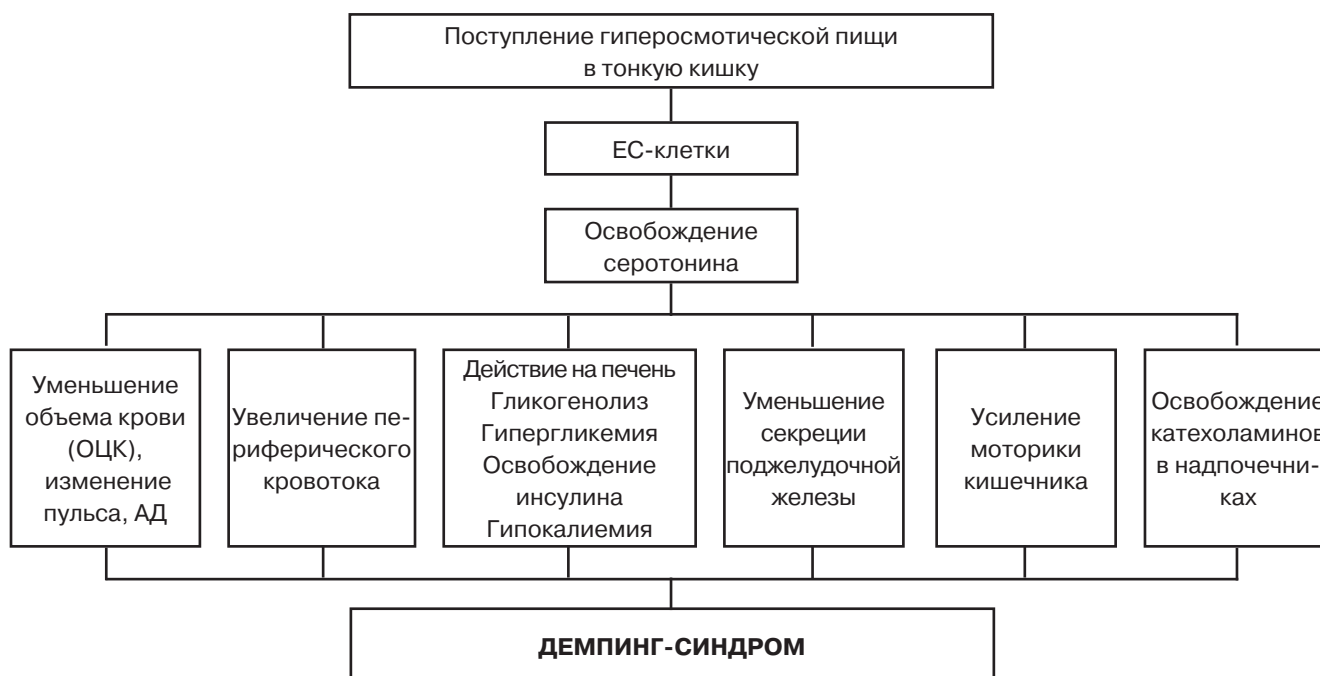 Поступление гиперосмотической пищи
в тонкую кишку
ЕС-клетки
Освобождение
серотонина
Уменьшение
объема крови
(ОЦК),
изменение
пульса, АД
Увеличение пе-
риферического
кровотока
Действие на печень
Гликогенолиз
Гипергликемия
Освобождение
инсулина
Гипокалиемия
Уменьшение
секреции
поджелудочной
железы
Усиление
моторики
кишечника
Освобождение
катехоламинов
в надпочечни-
ках
ДЕМПИНГ-СИНДРОМ